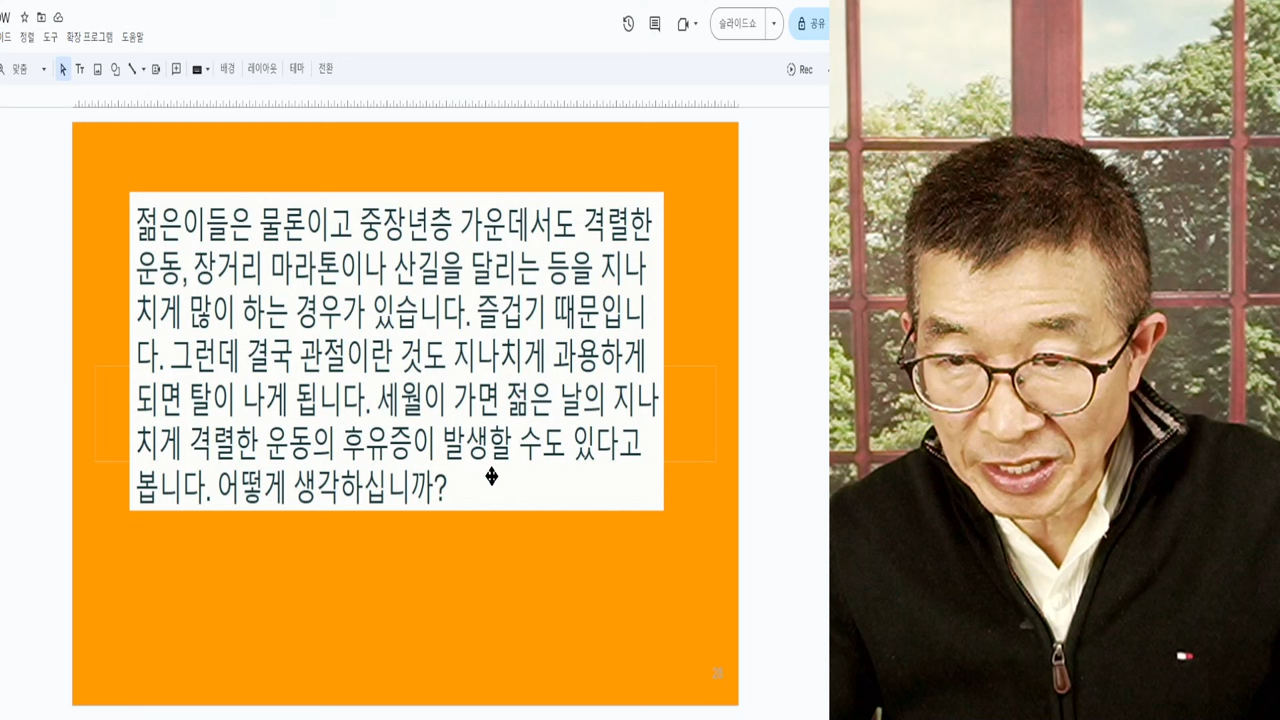 OW
이드 정렬 도구 확장 프로그램 도움말
슬라이드쇼
공유
맞춤
Tт
배경 레이아웃 테마 전환
Rec
젊은이들은 물론이고 중장년층 가운데서도 격렬한
운동, 장거리 마라톤이나 산길을 달리는 등을 지나
치게 많이 하는 경우가 있습니다. 즐겁기 때문입니
다. 그런데 결국 관절이란 것도 지나치게 과용하게
되면 탈이 나게 됩니다. 세월이 가면 젊은 날의 지나
치게 격렬한 운동의 후유증이 발생할 수도 있다고
봅니다. 어떻게 생각하십니까?
28